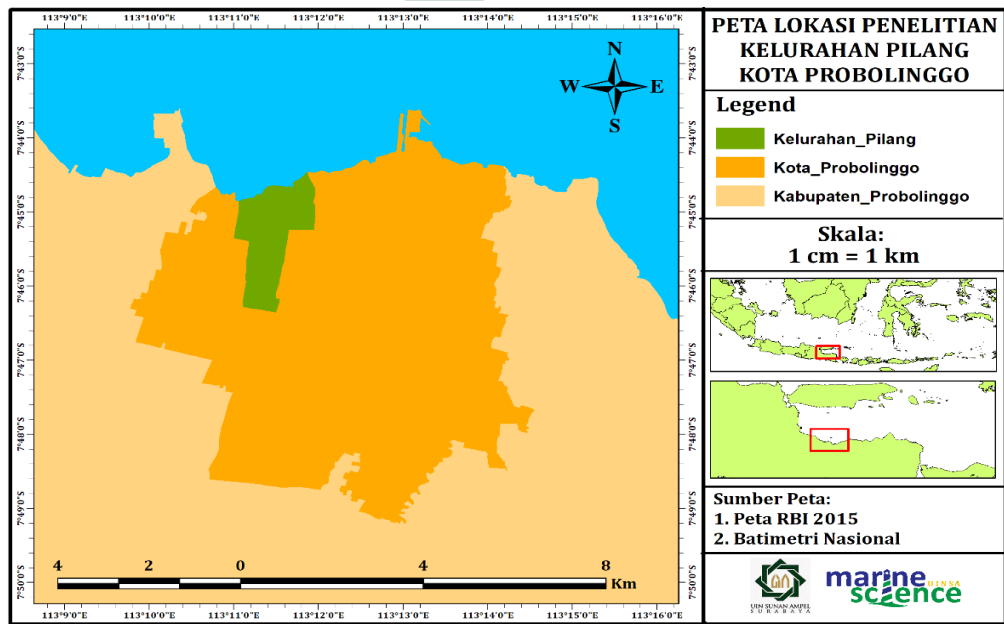 113°9'0"E 113°10'0"E 113°11'0"E 113°12'0"E 113°13'0"E 113°14'0"E 113°15'0"E 113°16'0"E
7°43'0"S 7°43'0"S
7°44'0"S 7°44'0"S
7°45'0"S 7°45'0"S
7°46'0"S 7°46'0"S
7°47'0"S 7°47'0"S
7°48'0"S 7°48'0"S
7°49'0"S 7°49'0"S
7°50'0"S 7°50'0"S
N
W E
S
4 2 0 4 8
Km
113°9'0"E 113°10'0"E 113°11'0"E 113°12'0"E 113°13'0"E 113°14'0"E 113°15'0"E 113°16'0"E
PETA LOKASI PENELITIAN
KELURAHAN PILANG
KOTA PROBOLINGGO
Legend
Kelurahan_Pilang
Kota_Probolinggo
Kabupaten_Probolinggo
Skala:
1 cm = 1 km
Sumber Peta:
1. Peta RBI 2015
2. Batimetri Nasional
UIN SUNAN AMPEL
SURABAYA
marine
UINSA
science